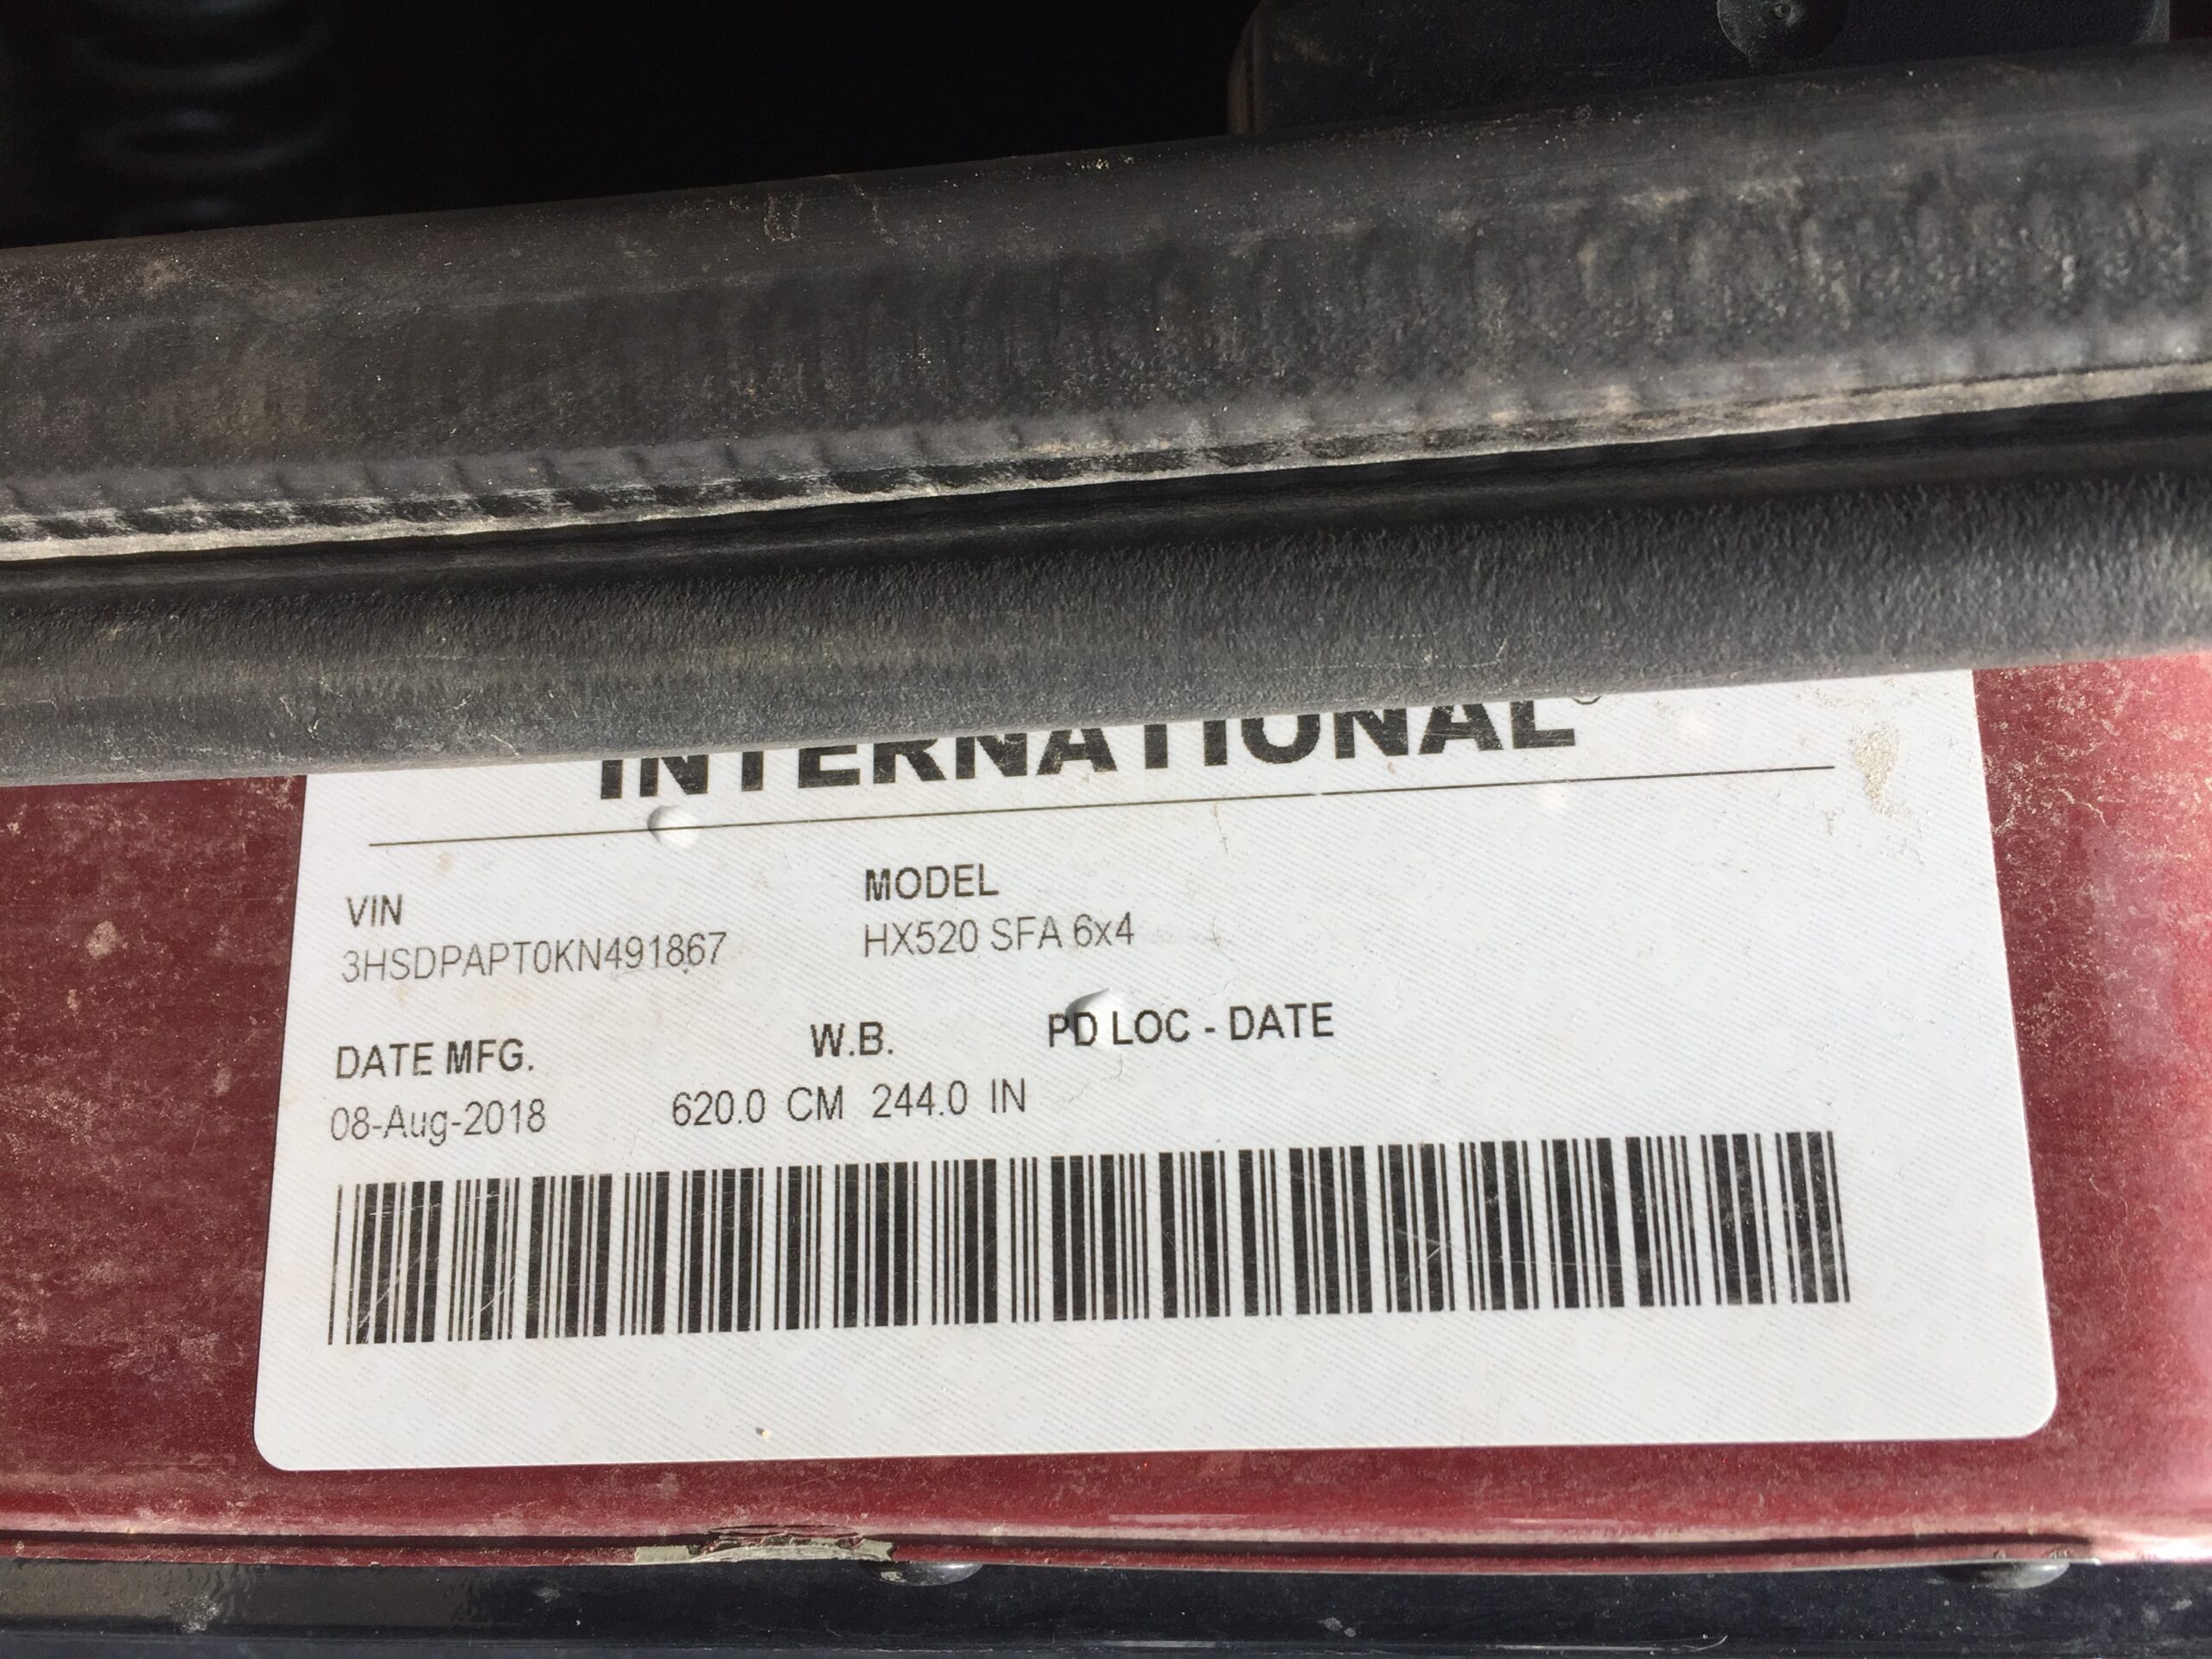 INTERNATIONAL®
VIN
3HSDPAPT0KN491867
MODEL
HX520 SFA 6x4
DATE MFG.
08-Aug-2018
W.B.
620.0 CM 244.0 IN
PD LOC - DATE